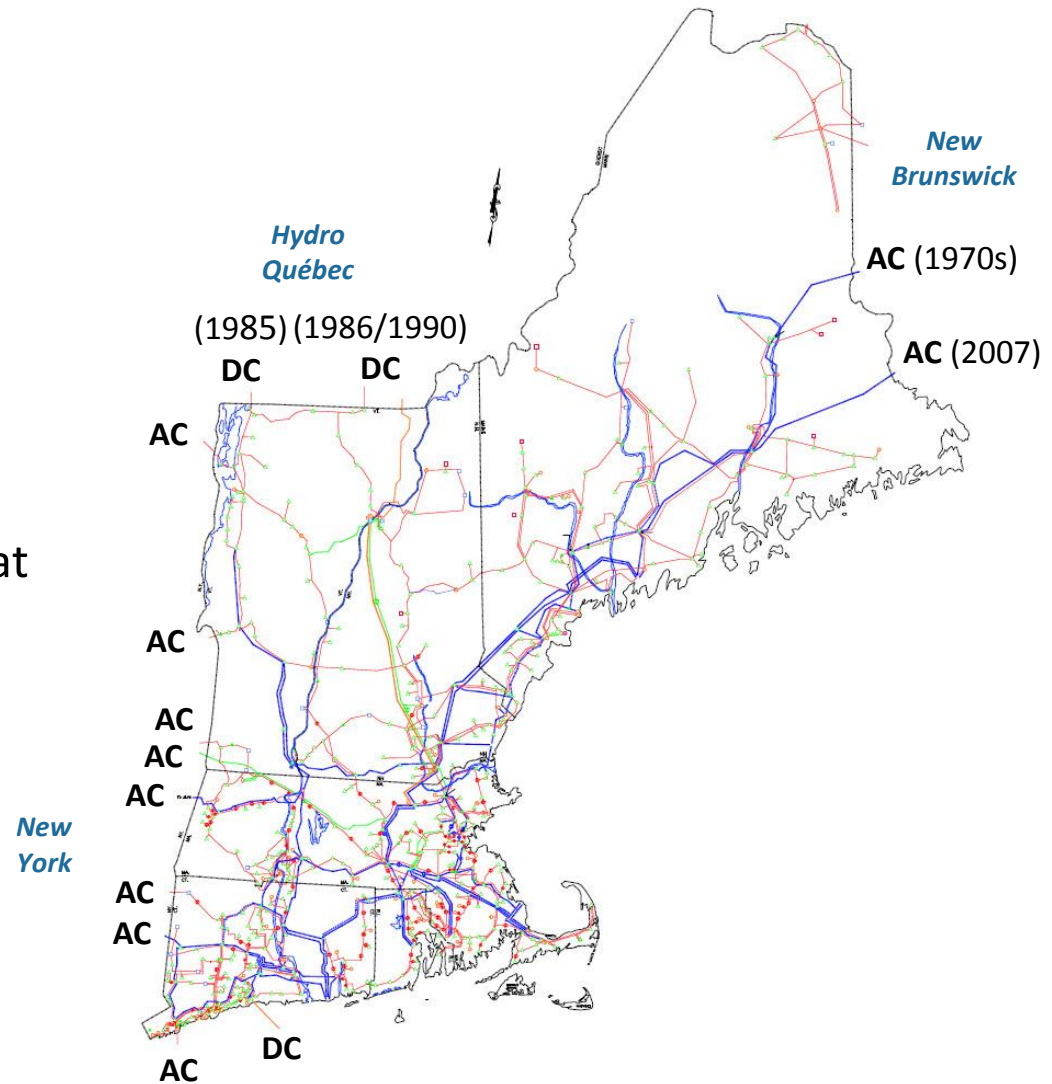 New
Brunswick
Hydro
Québec
AC (1970s)
(1985) (1986/1990)
DC DC
AC (2007)
AC
at
AC
AC
AC
AC
New
York
AC
AC
DC
AC